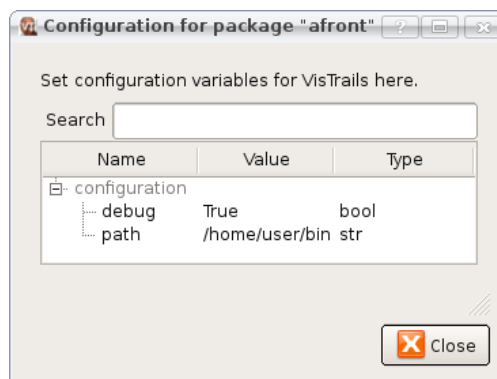 Configuration for package "afront"
Set configuration variables for VisTrails here.
Search
Name Value Type
configuration
debug True bool
path /home/user/bin str
Close